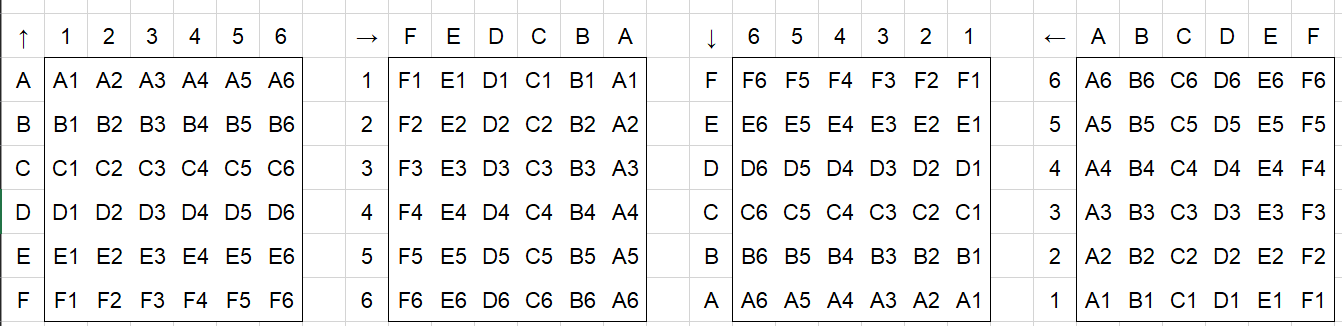 ↑ 1 2 3 4 5 6 → F E D C B A ↓ 6 5 4 3 2 1 ← A B C D E F
A A1 A2 A3 A4 A5 A6 1 F1 E1 D1 C1 B1 A1 F F6 F5 F4 F3 F2 F1 6 A6 B6 C6 D6 E6 F6
B B1 B2 B3 B4 B5 B6 2 F2 E2 D2 C2 B2 A2 E E6 E5 E4 E3 E2 E1 5 A5 B5 C5 D5 E5 F5
C C1 C2 C3 C4 C5 C6 3 F3 E3 D3 C3 B3 A3 D D6 D5 D4 D3 D2 D1 4 A4 B4 C4 D4 E4 F4
D D1 D2 D3 D4 D5 D6 4 F4 E4 D4 C4 B4 A4 C C6 C5 C4 C3 C2 C1 3 A3 B3 C3 D3 E3 F3
E E1 E2 E3 E4 E5 E6 5 F5 E5 D5 C5 B5 A5 B B6 B5 B4 B3 B2 B1 2 A2 B2 C2 D2 E2 F2
F F1 F2 F3 F4 F5 F6 6 F6 E6 D6 C6 B6 A6 A A6 A5 A4 A3 A2 A1 1 A1 B1 C1 D1 E1 F1